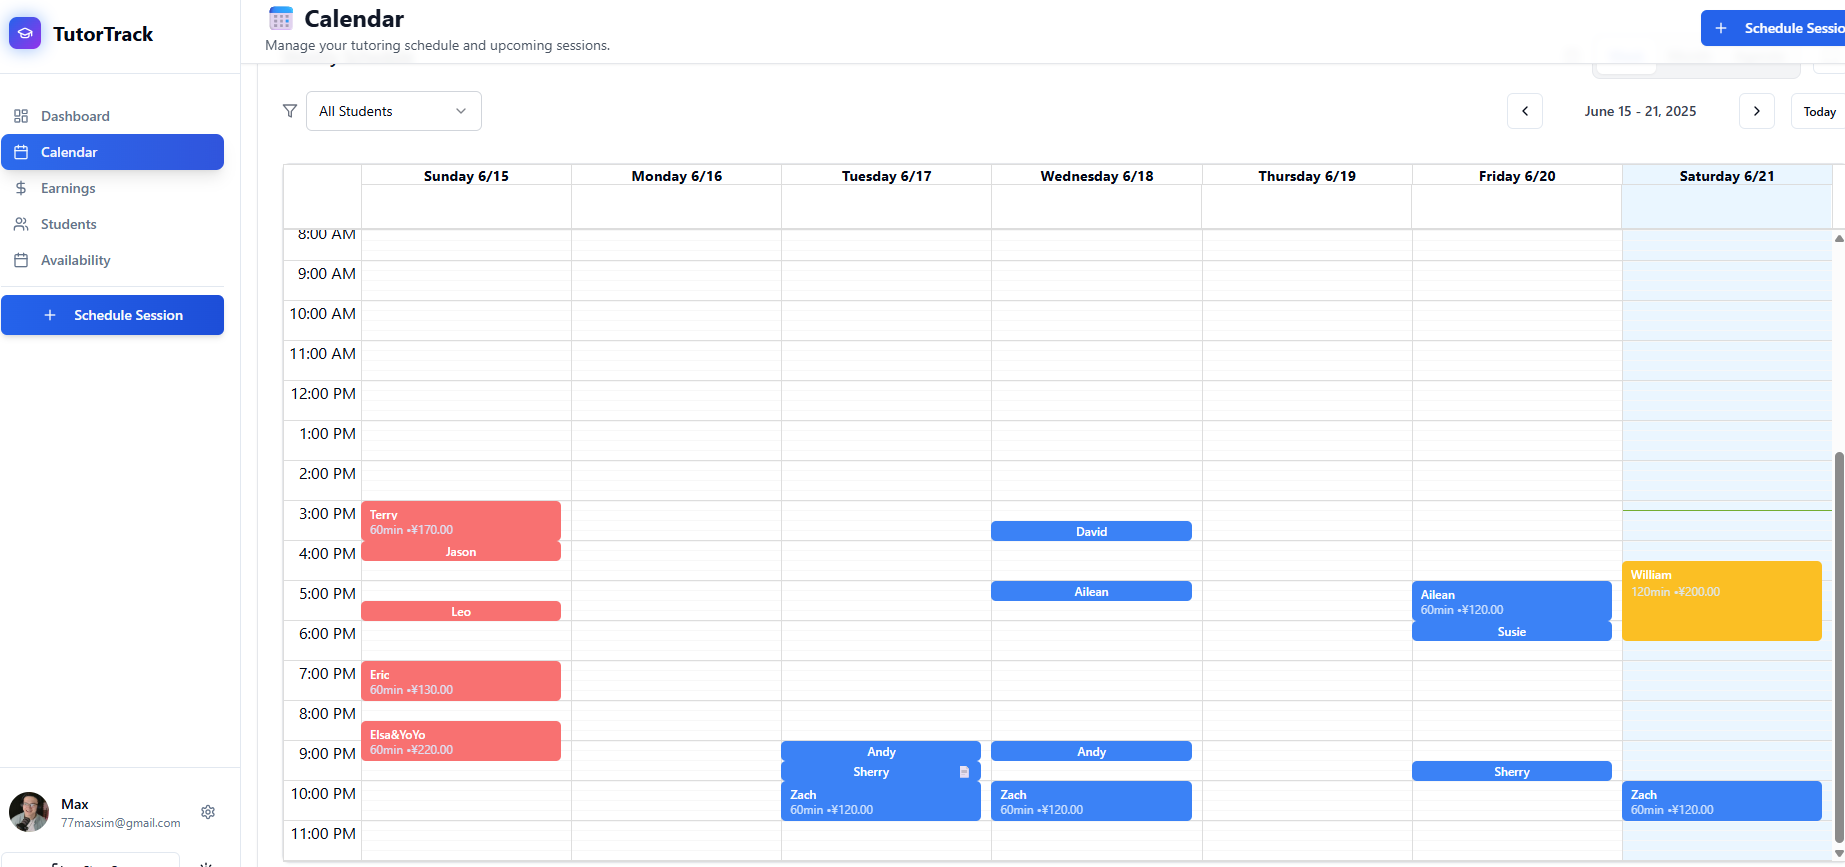 TutorTrack
Dashboard
Calendar
Earnings
Students
Availability
Schedule Session
Max
77maxsim@gmail.com
Calendar
Manage your tutoring schedule and upcoming sessions.
Schedule Sessio
All Students
June 15 - 21, 2025
Today
Sunday 6/15
Monday 6/16
Tuesday 6/17
Wednesday 6/18
Thursday 6/19
Friday 6/20
Saturday 6/21
8:00 AM
9:00 AM
10:00 AM
11:00 AM
12:00 PM
1:00 PM
2:00 PM
3:00 PM
4:00 PM
5:00 PM
6:00 PM
7:00 PM
8:00 PM
9:00 PM
10:00 PM
11:00 PM
Terry
60min •¥170.00
Jason
Leo
Eric
60min •¥130.00
Elsa&YoYo
60min •¥220.00
Andy
Sherry
Zach
60min •¥120.00
David
Ailean
Andy
Zach
60min •¥120.00
Ailean
60min •¥120.00
Susie
Sherry
William
120min •¥200.00
Zach
60min •¥120.00